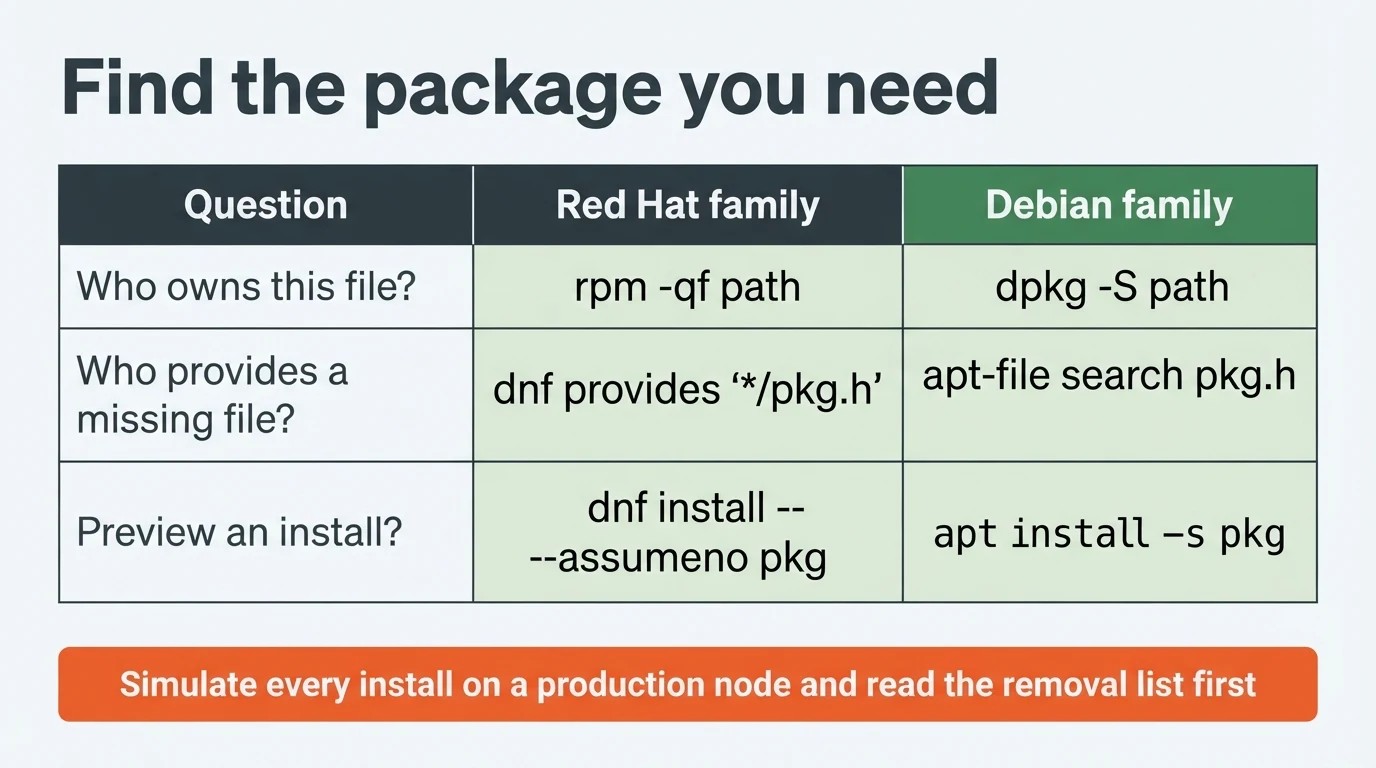 Find the package you need
Question
Red Hat family
Debian family
Who owns this file?
rpm -qf path
dpkg -S path
Who provides a
missing file?
dnf provides ‘*/pkg.h’
apt-file search pkg.h
Preview an install?
dnf install --
--assumeno pkg
apt install –s pkg
Simulate every install on a production node and read the removal list first